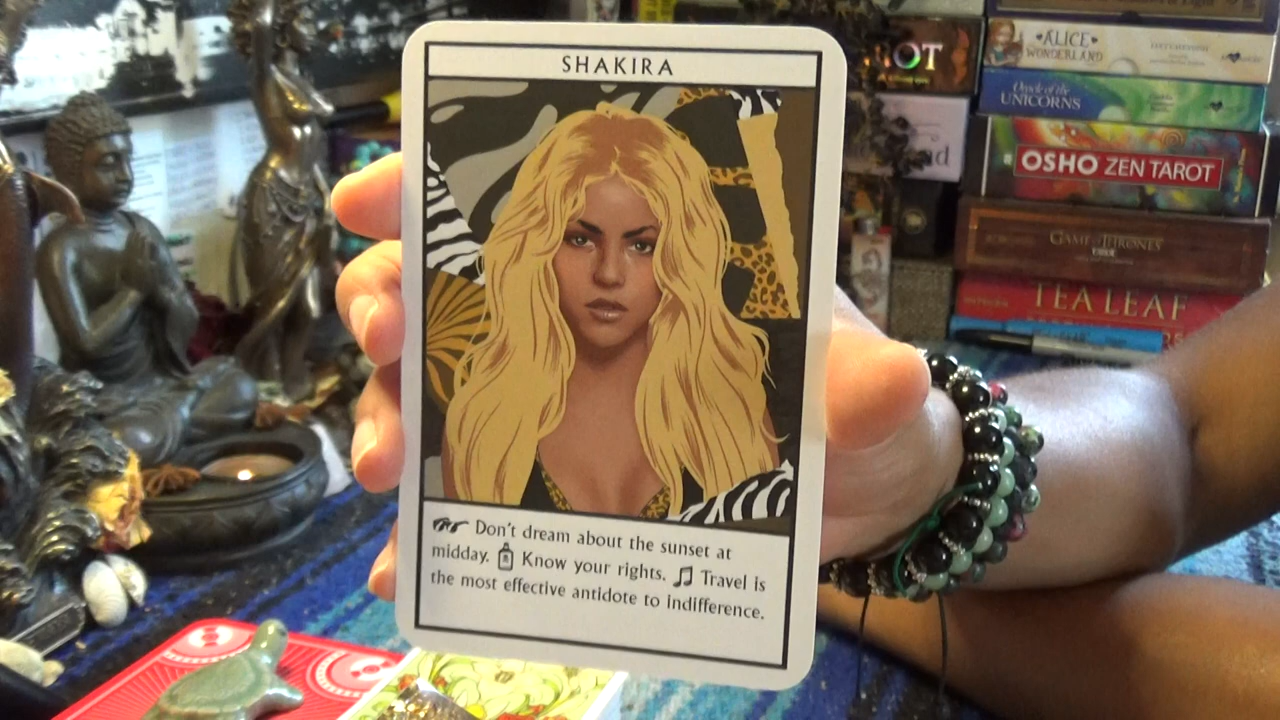 SHAKIRA
Don't dream about the sunset at
midday. Know your rights. Travel is
the most effective antidote to indifference.
ALICE
WONDERLAND
Oracle of the
UNICORNS
OSHO ZEN TAROT
GAME OF THRONES
TEA LEAF